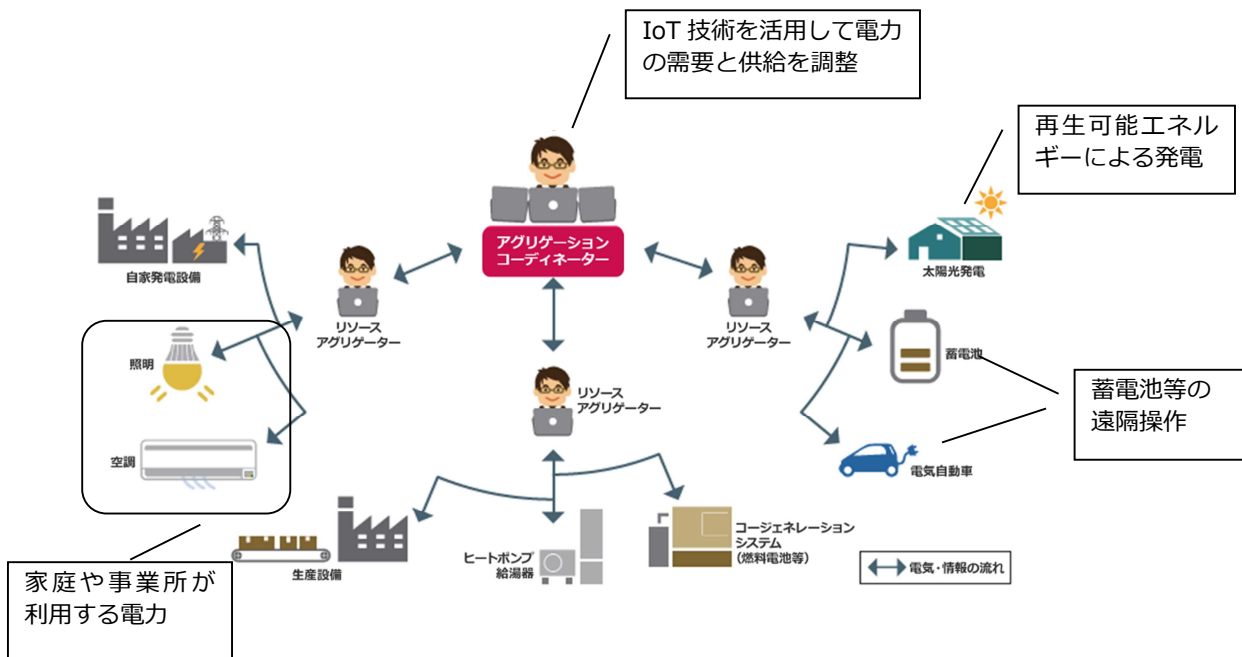 IoT 技術を活用して電力
の需要と供給を調整
再生可能エネル
ギーによる発電
アグリゲーション
コーディネーター
自家発電設備
太陽光発電
リソース
アグリゲーター
リソース
アグリゲーター
照明
蓄電池
リソース
アグリゲーター
蓄電池等の
遠隔操作
空調
電気自動車
生産設備
ヒートポンプ
給湯器
コージェネレーション
システム
(燃料電池等)
電気・情報の流れ
家庭や事業所が
利用する電力